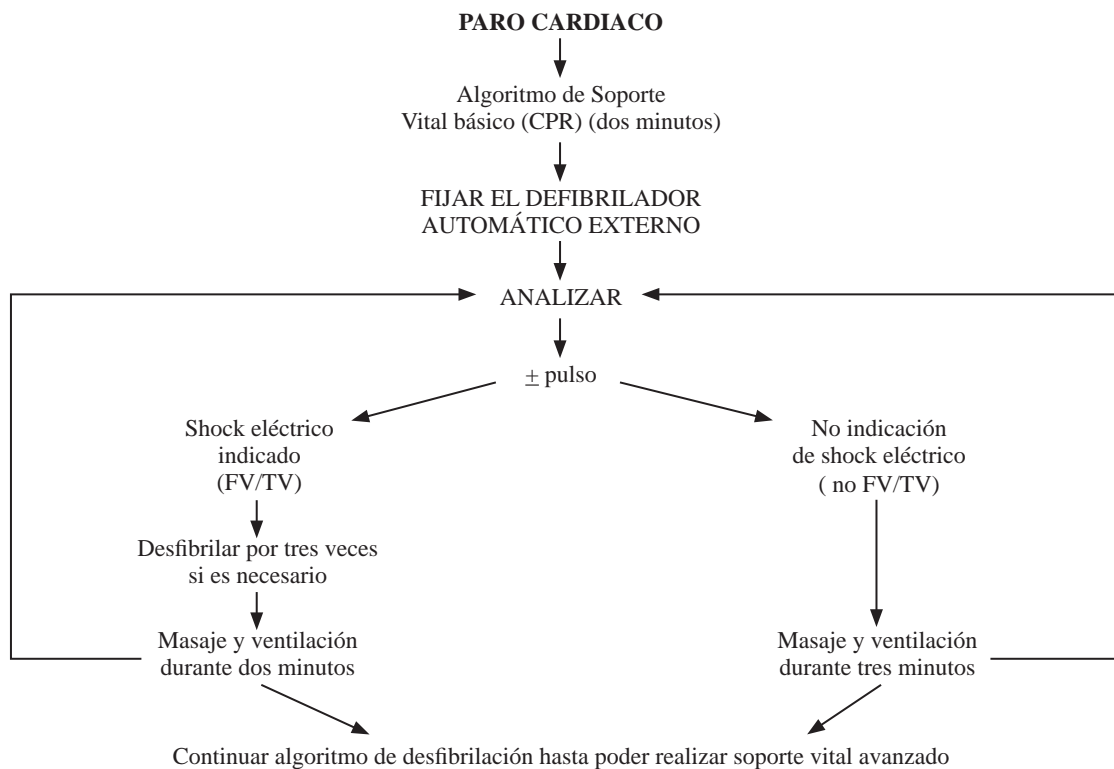 PARO CARDIACO
Algoritmo de Soporte
Vital básico (CPR) (dos minutos)
FIJAR EL DEFIBRILADOR
AUTOMÁTICO EXTERNO
ANALIZAR
± pulso
Shock eléctrico
indicado
(FV/TV)
Desfibrilar por tres veces
si es necesario
Masaje y ventilación
durante dos minutos
No indicación
de shock eléctrico
( no FV/TV)
Masaje y ventilación
durante tres minutos
Continuar algoritmo de desfibrilación hasta poder realizar soporte vital avanzado